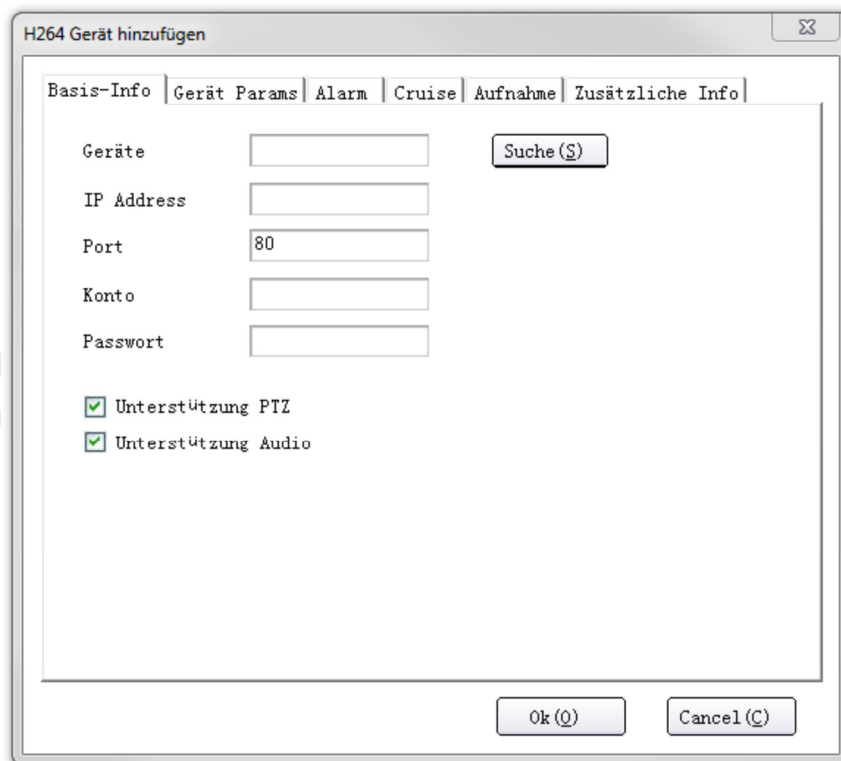 H264 Gerät hinzufügen
Basis-Info Gerät Params Alarm Cruise Aufnahme Zusätzliche Info
Geräte Suche(S)
IP Address
Port 80
Konto
Passwort
Unterstützung PTZ
Unterstützung Audio
Ok(O) Cancel(C)